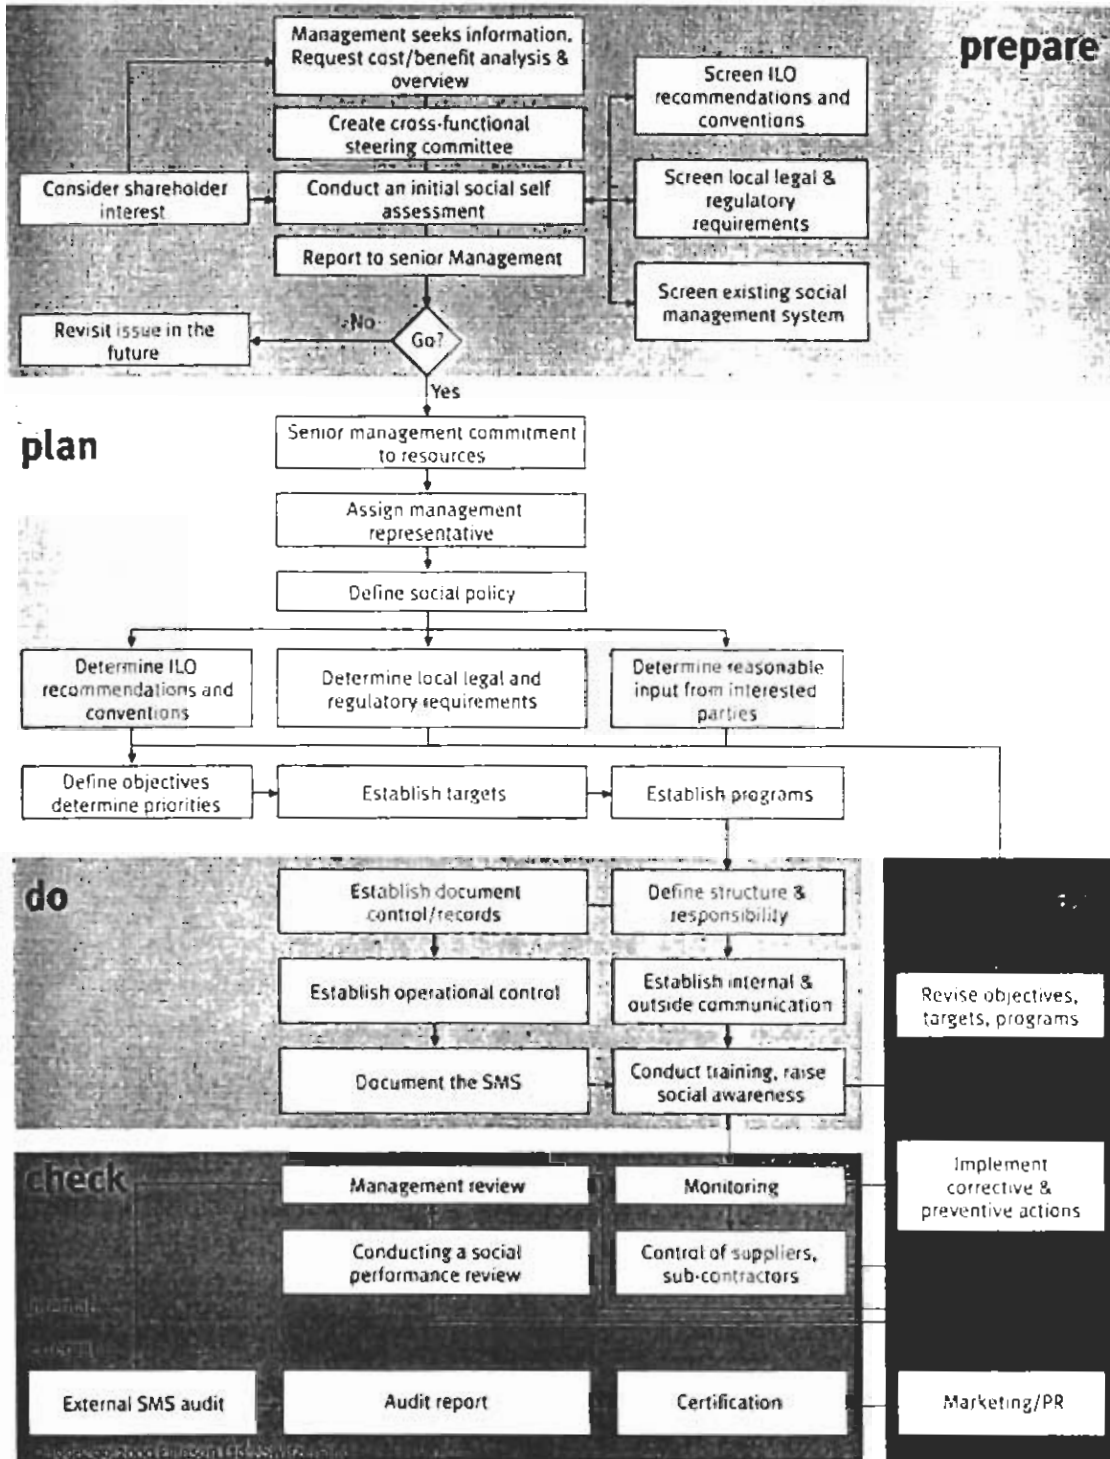 prepare
Management seeks information.
Request cost/benefit analysis &
overview
Create cross-functional
steering committee
Consider shareholder
interest
Conduct an initial social self
assessment
Report to senior Management
Screen ILO
recommendations and
conventions
Screen local legal &
regulatory
requirements
Screen existing social
management system
Revisit issue in the
future
No
Go?
Yes
plan
Senior management commitment
to resources
Assign management
representative
Define social policy
Determine ILO
recommendations and
conventions
Determine local legal and
regulatory requirements
Determine reasonable
input from interested
parties
Define objectives
determine priorities
Establish targets
Establish programs
do
Establish document
control/records
Define structure &
responsibility
Establish operational control
Establish internal &
outside communication
Document the SMS
Conduct training, raise
social awareness
Revise objectives,
targets, programs
Implement
corrective &
preventive actions
Marketing/PR
check
Management review
Monitoring
Conducting a social
performance review
Control of suppliers,
sub-contractors
Internal
External SMS audit
Audit report
Certification